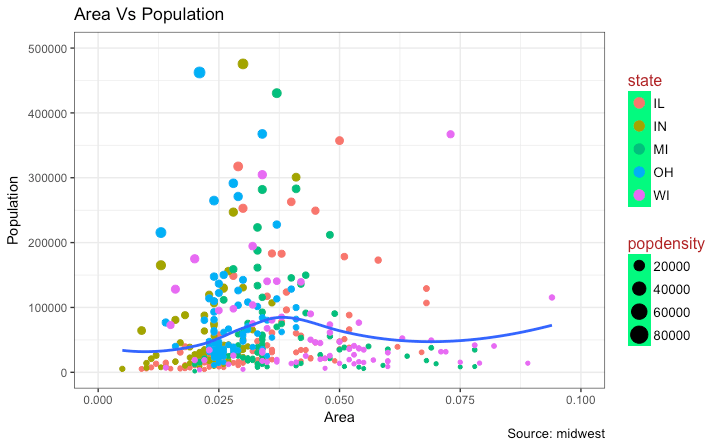 Area Vs Population
500000
400000
300000
200000
100000
0
Population
0.000
0.025
0.050
0.075
0.100
Area
Source: midwest
state
IL
IN
MI
OH
WI
popdensity
20000
40000
60000
80000